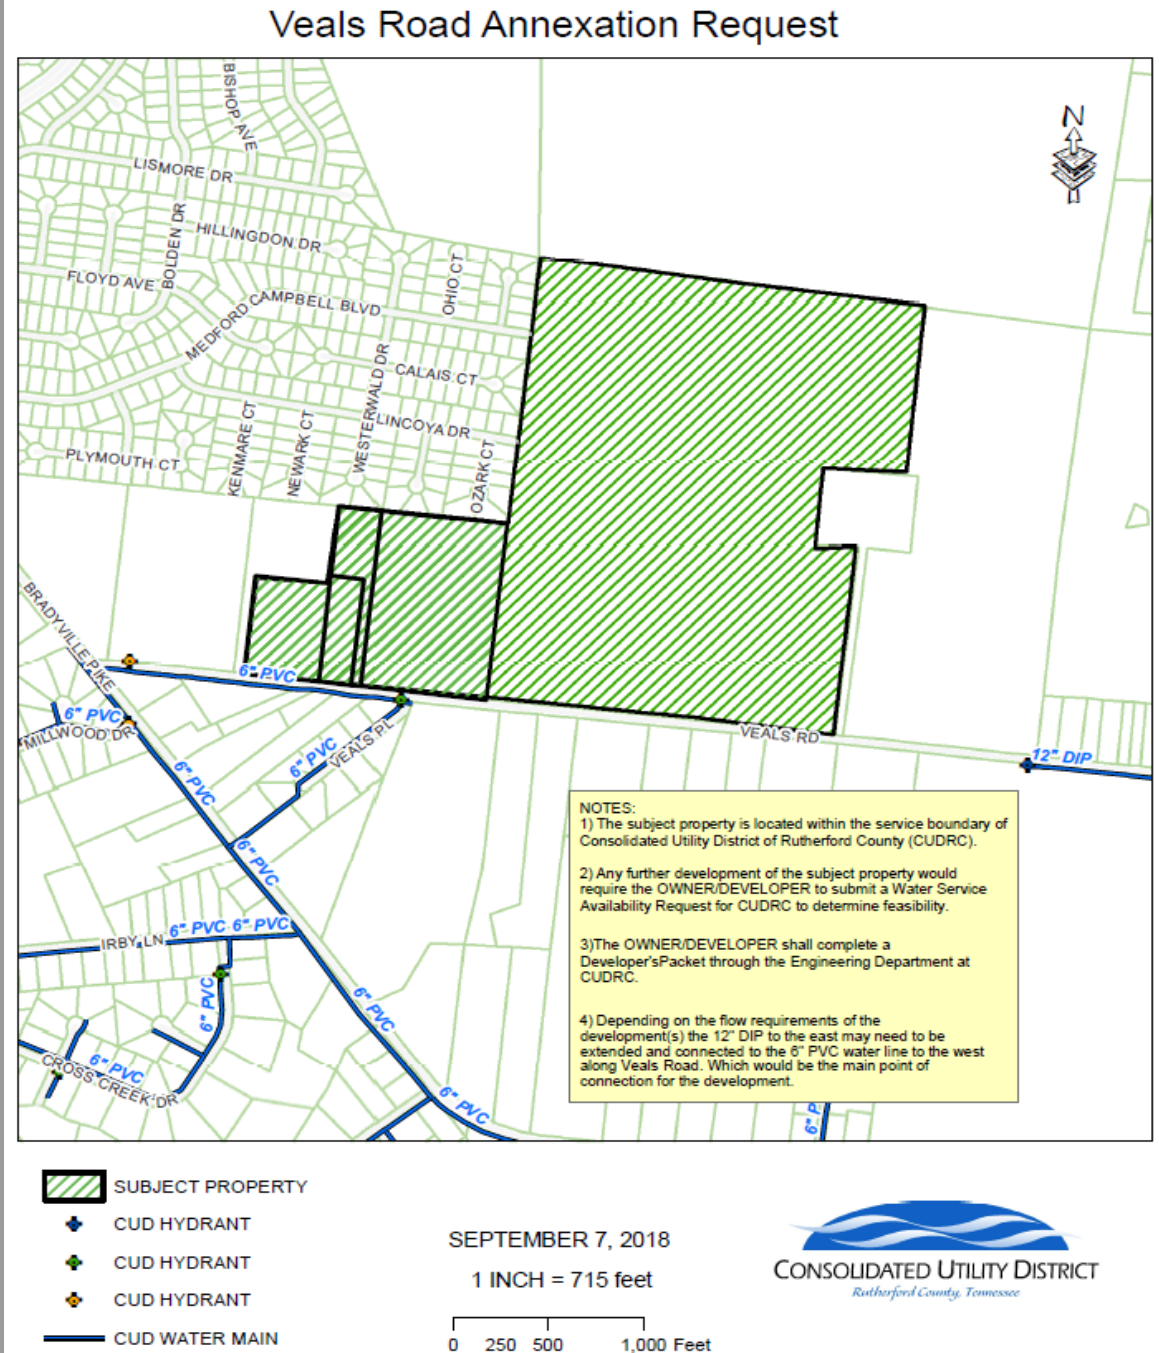 Veals Road Annexation Request
BISHOP AVE
N
LISMORE DR
BOLDEN DR
HILLINGDON DR
FLOYD AVE
OHIO CT
CAMPBELL BLVD
MEDFORD
WESTERWALD DR
CALAIS CT
LINCOYA DR
KENMARE CT
NEWARK CT
OZARK CT
PLYMOUTH CT
BRADYVILLE PIKE
6" PVC
6" PVC
MILLWOOD DR
6" PVC
VEALS PL
VEALS RD
12" DIP
6" PVC
6" PVC
NOTES:
1) The subject property is located within the service boundary of
Consolidated Utility District of Rutherford County (CUDRC).
2) Any further development of the subject property would
require the OWNER/DEVELOPER to submit a Water Service
Availability Request for CUDRC to determine feasibility.
3)The OWNER/DEVELOPER shall complete a
Developer'sPacket through the Engineering Department at
CUDRC.
4) Depending on the flow requirements of the
development(s) the 12" DIP to the east may need to be
extended and connected to the 6" PVC water line to the west
along Veals Road. Which would be the main point of
connection for the development.
IRBY LN
6" PVC 6" PVC
6" PVC
6" PVC
6" PVC
CROSS CREEK DR
6" PVC
6" P
SUBJECT PROPERTY
CUD HYDRANT
CUD HYDRANT
CUD HYDRANT
CUD WATER MAIN
SEPTEMBER 7, 2018
1 INCH = 715 feet
0 250 500 1,000 Feet
CONSOLIDATED UTILITY DISTRICT
Rutherford County, Tennessee